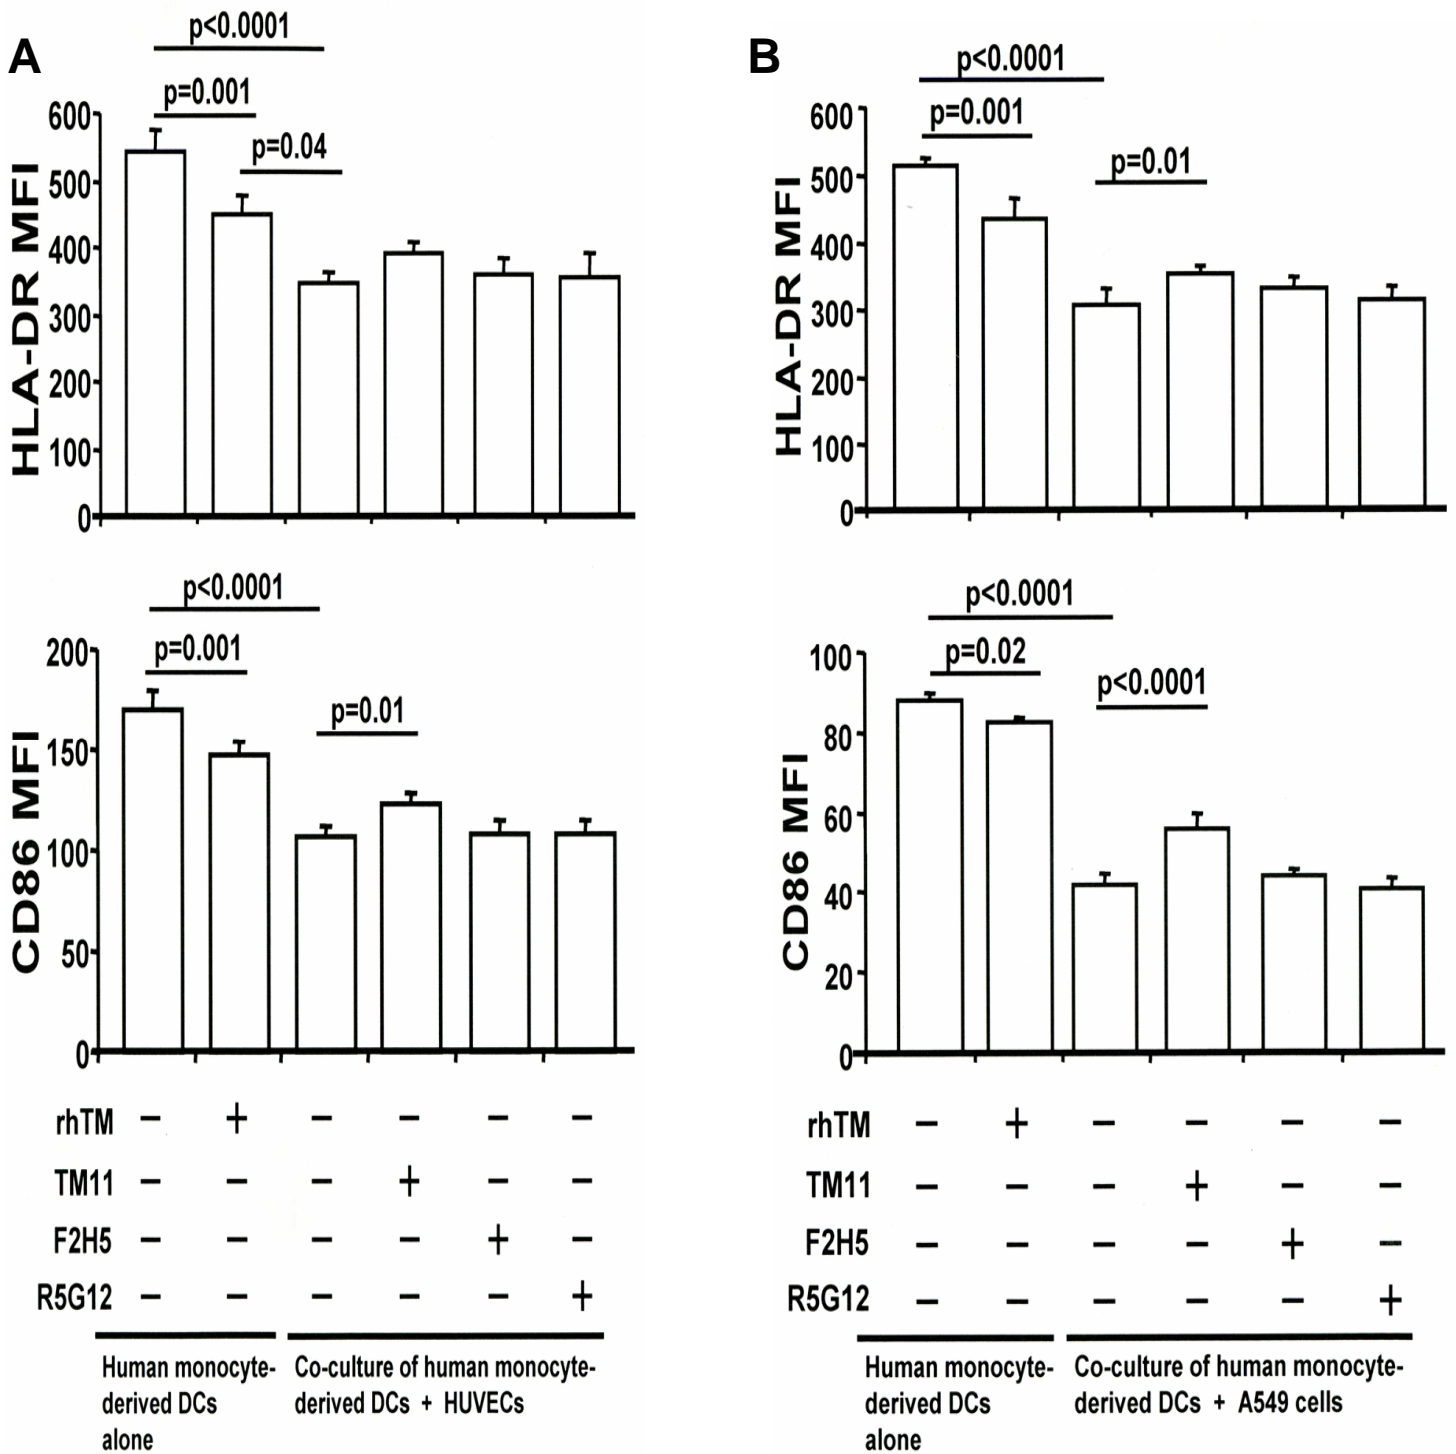 A
p<0.0001
p=0.001
p=0.04
HLA-DR MFI
600
500
400
300
200
100
0
p<0.0001
p=0.001
p=0.01
CD86 MFI
200
150
100
50
0
rhTM − + − − − −
TM11 − − − + − −
F2H5 − − − − + −
R5G12 − − − − − +
Human monocyte-
derived DCs
alone
Co-culture of human monocyte-
derived DCs + HUVECs
B
p<0.0001
p=0.001
p=0.01
HLA-DR MFI
600
500
400
300
200
100
0
p<0.0001
p=0.02
p<0.0001
CD86 MFI
100
80
60
40
20
0
rhTM − + − − − −
TM11 − − − + − −
F2H5 − − − − + −
R5G12 − − − − − +
Human monocyte-
derived DCs
alone
Co-culture of human monocyte-
derived DCs + A549 cells